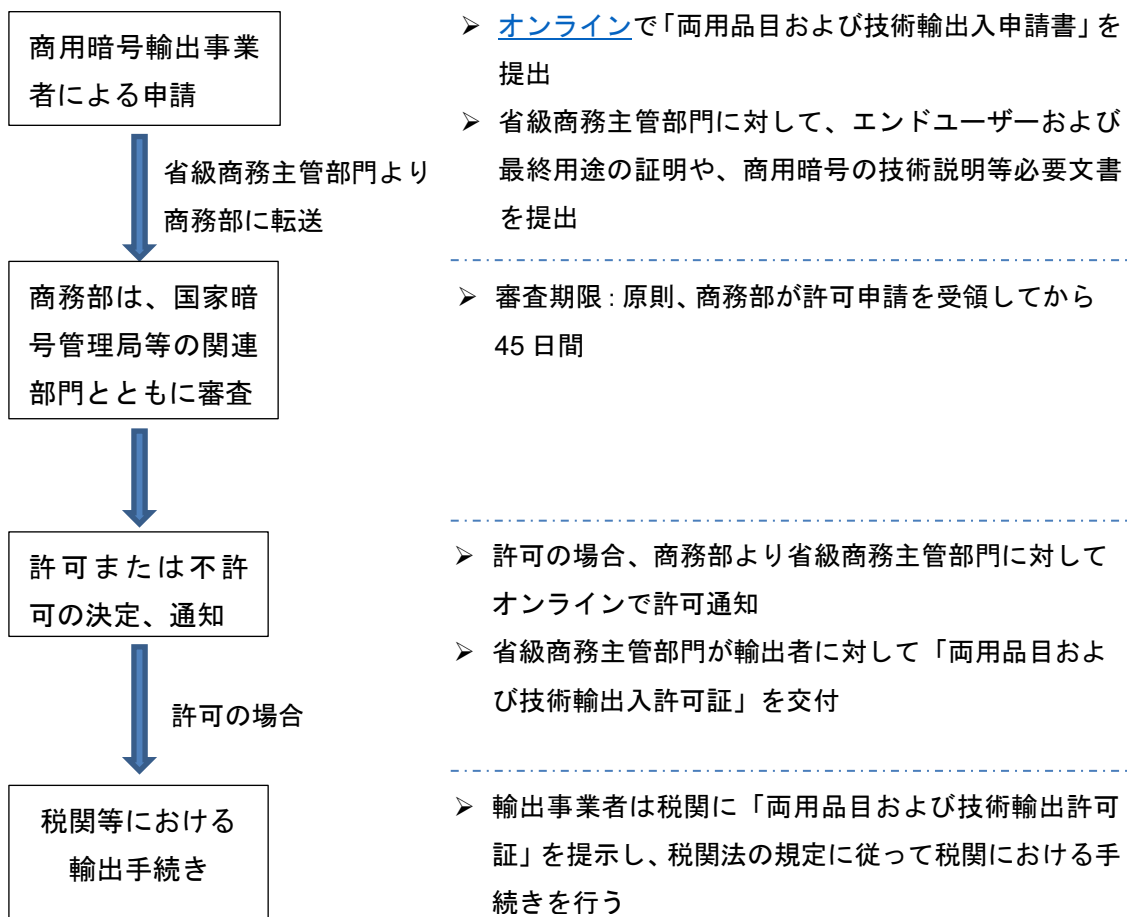 商用暗号輸出事業
者による申請
➢ オンラインで「両用品目および技術輸出入申請書」を
提出
➢ 省級商務主管部門に対して、エンドユーザーおよび
最終用途の証明や、商用暗号の技術説明等必要文書
を提出
省級商務主管部門より
商務部に転送
商務部は、国家暗
号管理局等の関連
部門とともに審査
➢ 審査期限：原則、商務部が許可申請を受領してから
45 日間
許可または不許
可の決定、通知
➢ 許可の場合、商務部より省級商務主管部門に対して
オンラインで許可通知
➢ 省級商務主管部門が輸出者に対して「両用品目およ
び技術輸出入許可証」を交付
許可の場合
税関等における
輸出手続き
➢ 輸出事業者は税関に「両用品目および技術輸出許可
証」を提示し、税関法の規定に従って税関における手
続きを行う